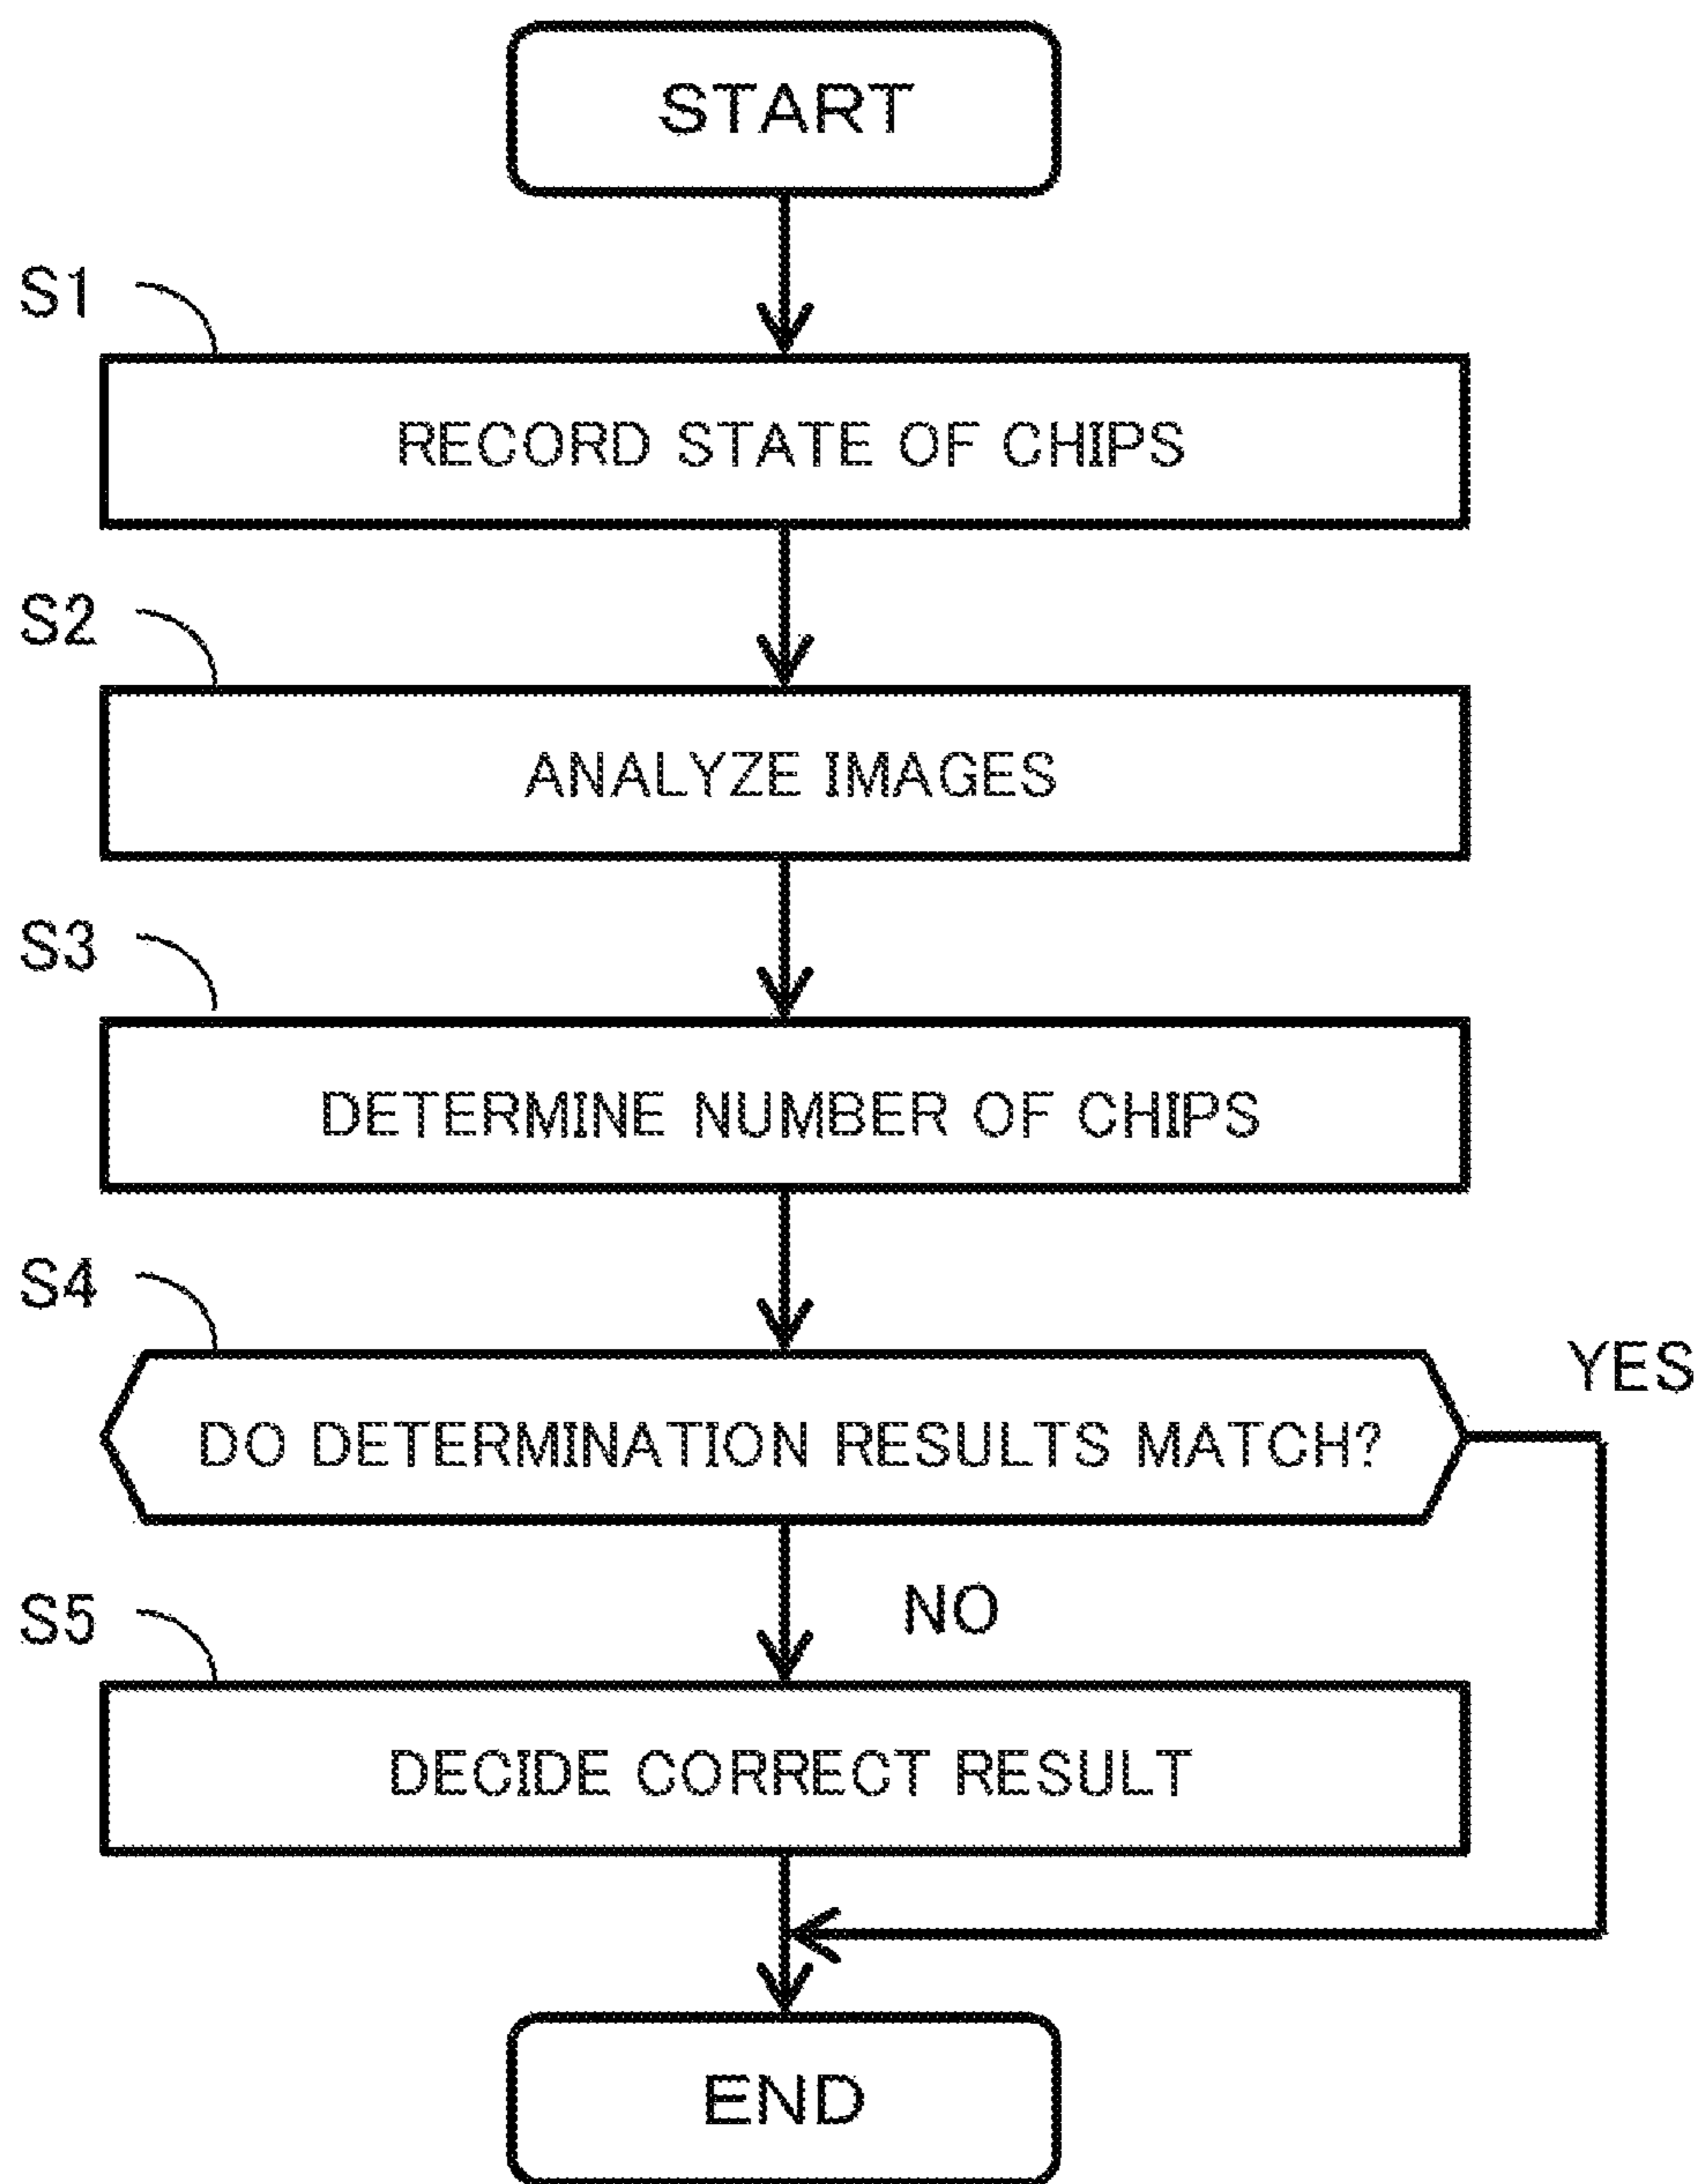 START
S1
RECORD STATE OF CHIPS
S2
ANALYZE IMAGES
S3
DETERMINE NUMBER OF CHIPS
S4
YES
DO DETERMINATION RESULTS MATCH?
NO
S5
DECIDE CORRECT RESULT
END